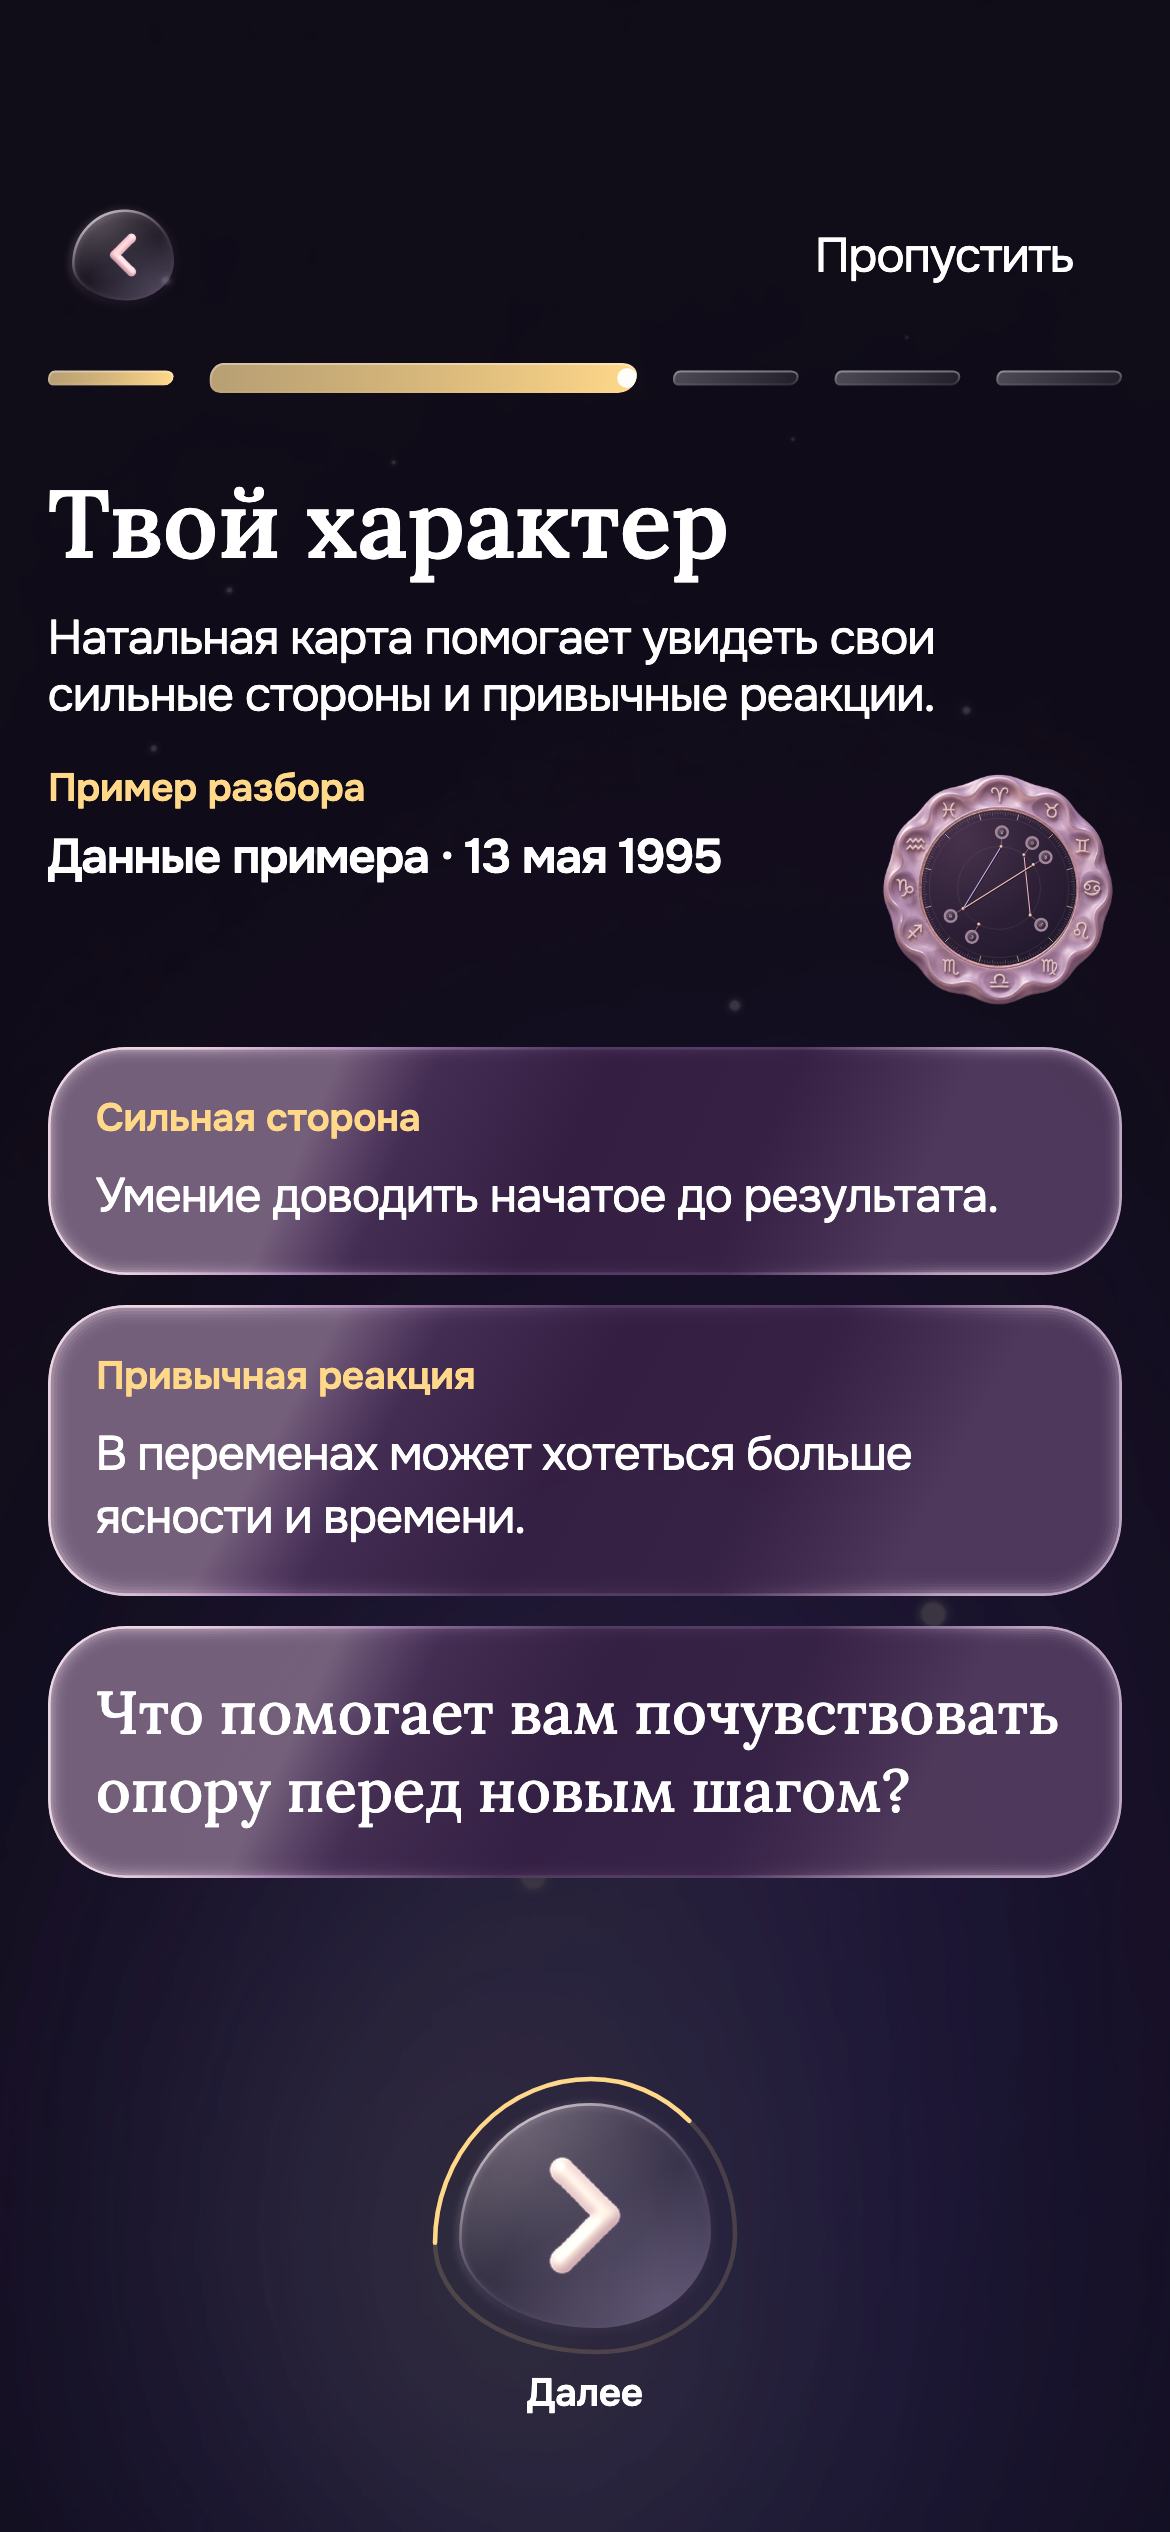 Пропустить
Твой характер
Натальная карта помогает увидеть свои
сильные стороны и привычные реакции.
Пример разбора
Данные примера · 13 мая 1995
Сильная сторона
Умение доводить начатое до результата.
Привычная реакция
В переменах может хотеться больше
ясности и времени.
Что помогает вам почувствовать
опору перед новым шагом?
Далее